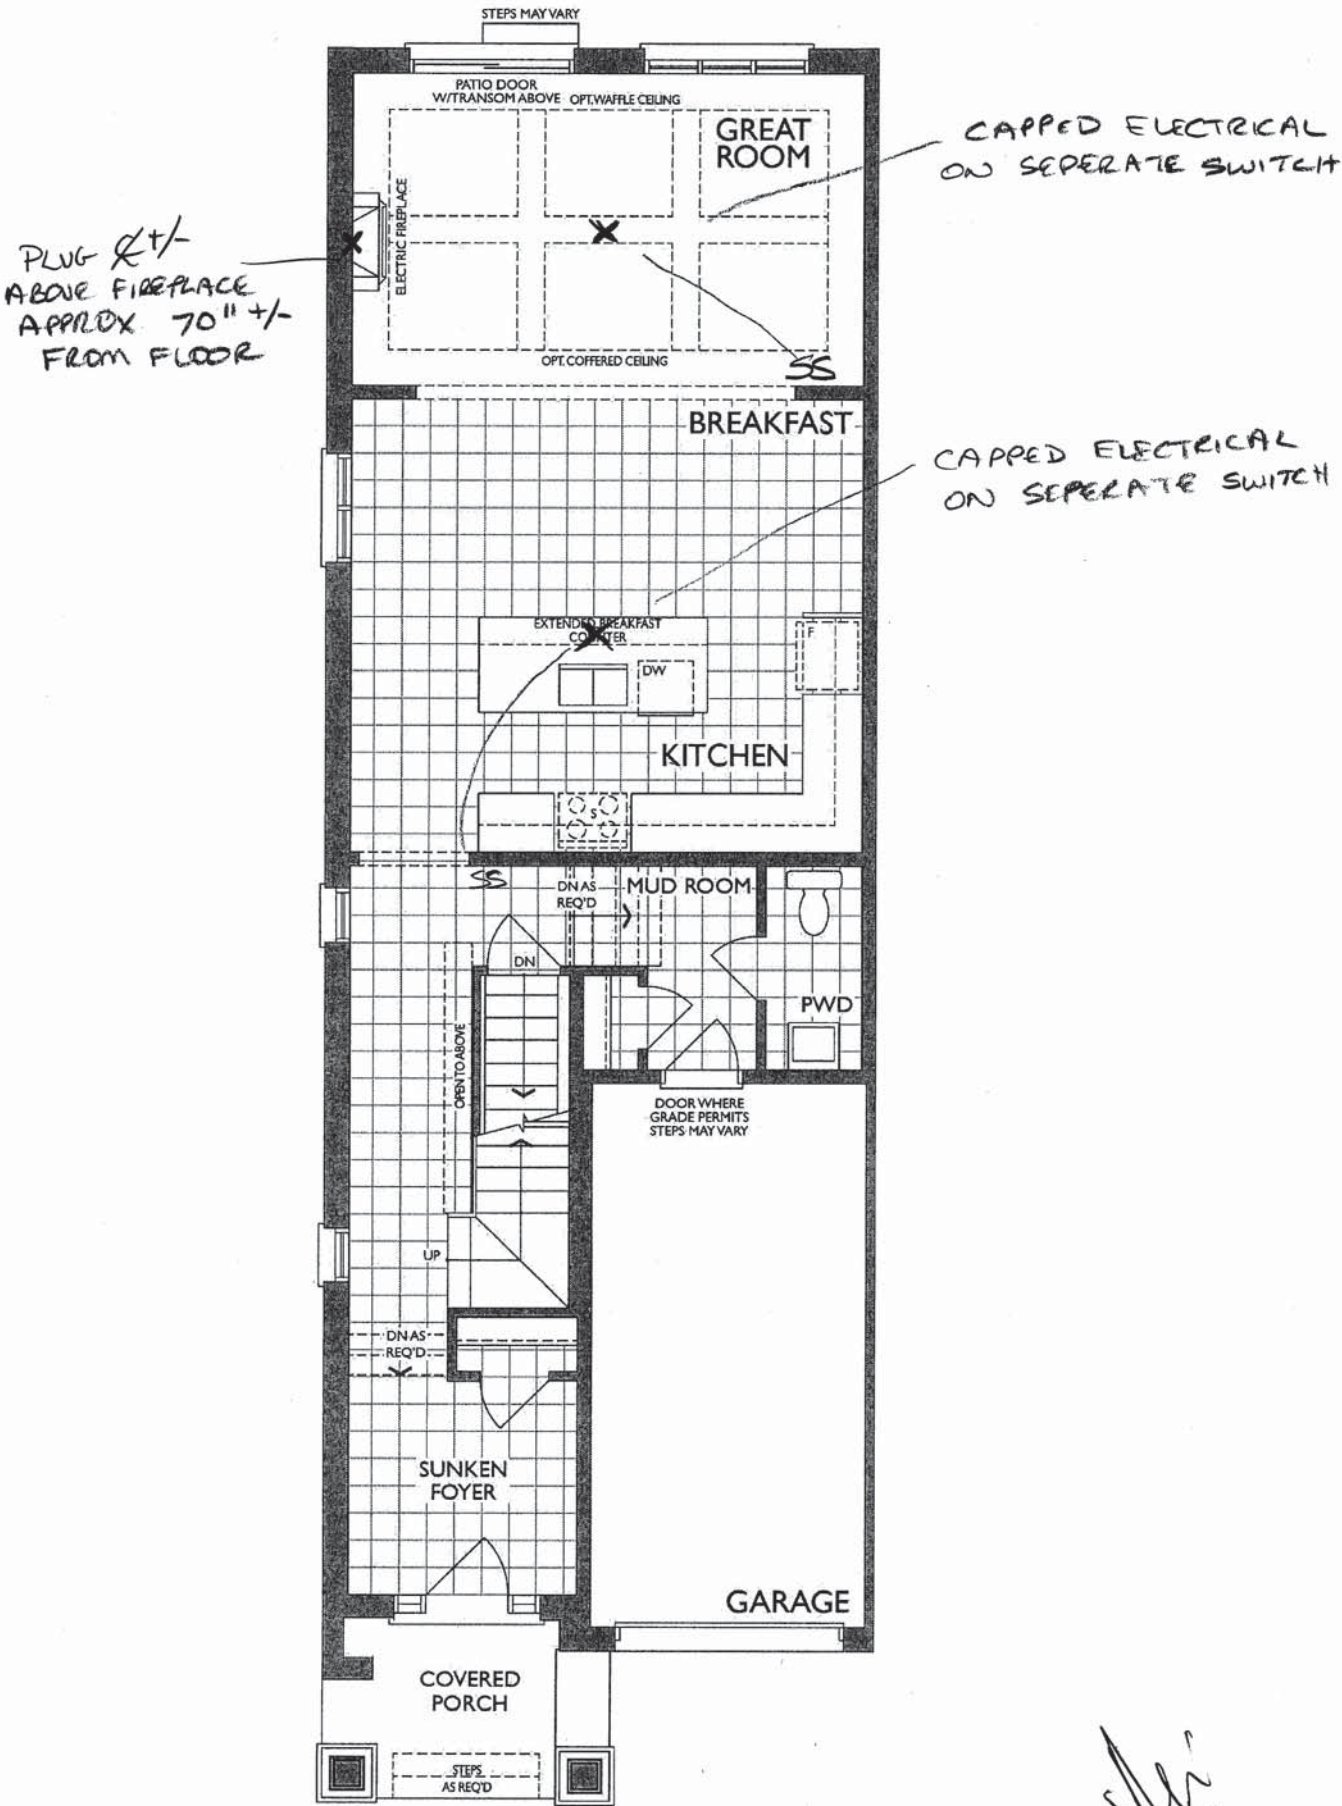 STEPS MAY VARY
PATIO DOOR
W/TRANSOM ABOVE
OPT. WAFFLE CEILING
GREAT
ROOM
CAPPED ELECTRICAL
ON SEPERATE SWITCH
ELECTRIC FIREPLACE
PLUG ℄ +/-
ABOVE FIREPLACE
APPROX 70" +/-
FROM FLOOR
OPT. COFFERED CEILING
SS
BREAKFAST
CAPPED ELECTRICAL
ON SEPERATE SWITCH
EXTENDED BREAKFAST
COUNTER
F
DW
KITCHEN
S
SS
DN AS
REQ'D
MUD ROOM
DN
PWD
OPEN TO ABOVE
DOOR WHERE
GRADE PERMITS
STEPS MAY VARY
UP
DN AS
REQ'D
SUNKEN
FOYER
GARAGE
COVERED
PORCH
STEPS
AS REQ'D